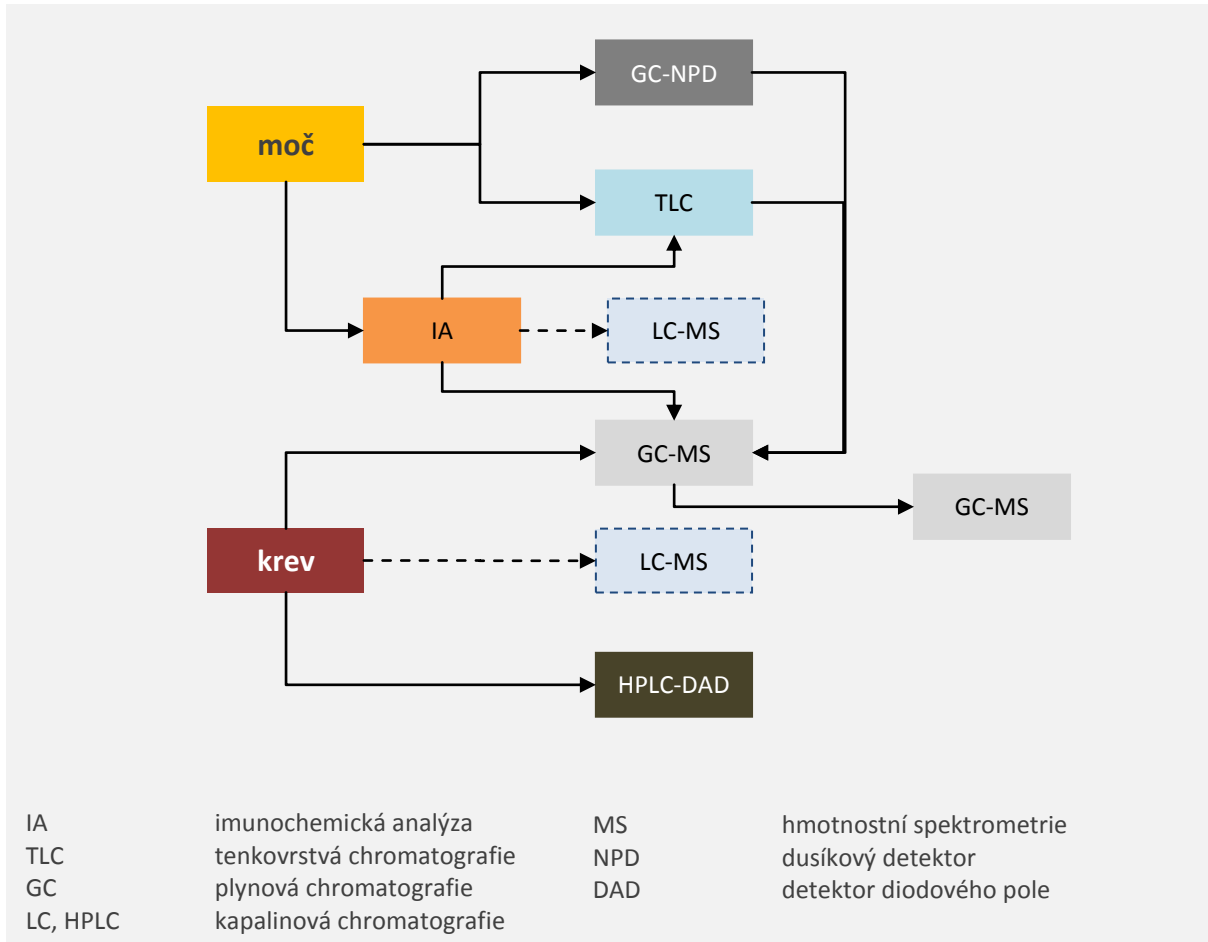 GC-NPD
moč
TLC
IA
LC-MS
GC-MS
GC-MS
krev
LC-MS
HPLC-DAD
IA imunochemická analýza
TLC tenkovrstvá chromatografie
GC plynová chromatografie
LC, HPLC kapalinová chromatografie
MS hmotnostní spektrometrie
NPD dusíkový detektor
DAD detektor diodového pole